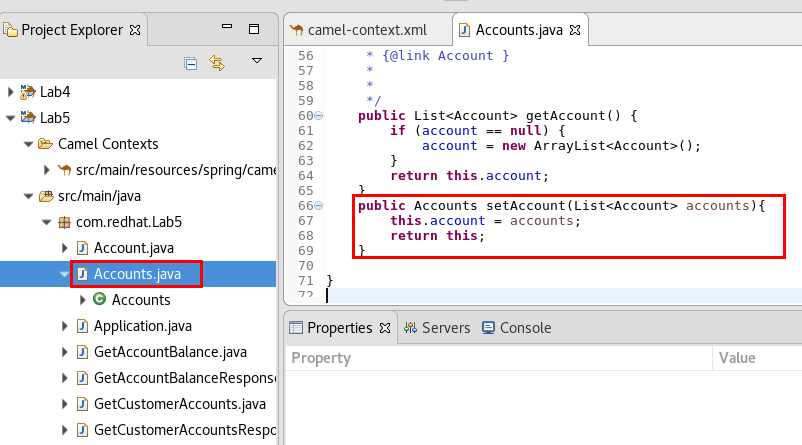 Project Explorer
Lab4
Lab5
Camel Contexts
src/main/resources/spring/came
src/main/java
com.redhat.Lab5
Account.java
Accounts.java
Accounts
Application.java
GetAccountBalance.java
GetAccountBalanceResponse
GetCustomerAccounts.java
GetCustomerAccountsRespo
camel-context.xml
Accounts.java
56 * {@link Account }
57 *
58 *
59 */
60 public List<Account> getAccount() {
61 if (account == null) {
62 account = new ArrayList<Account>();
63 }
64 return this.account;
65 }
66 public Accounts setAccount(List<Account> accounts){
67 this.account = accounts;
68 return this;
69 }
70
71 }
72
Properties
Servers
Console
Property Value